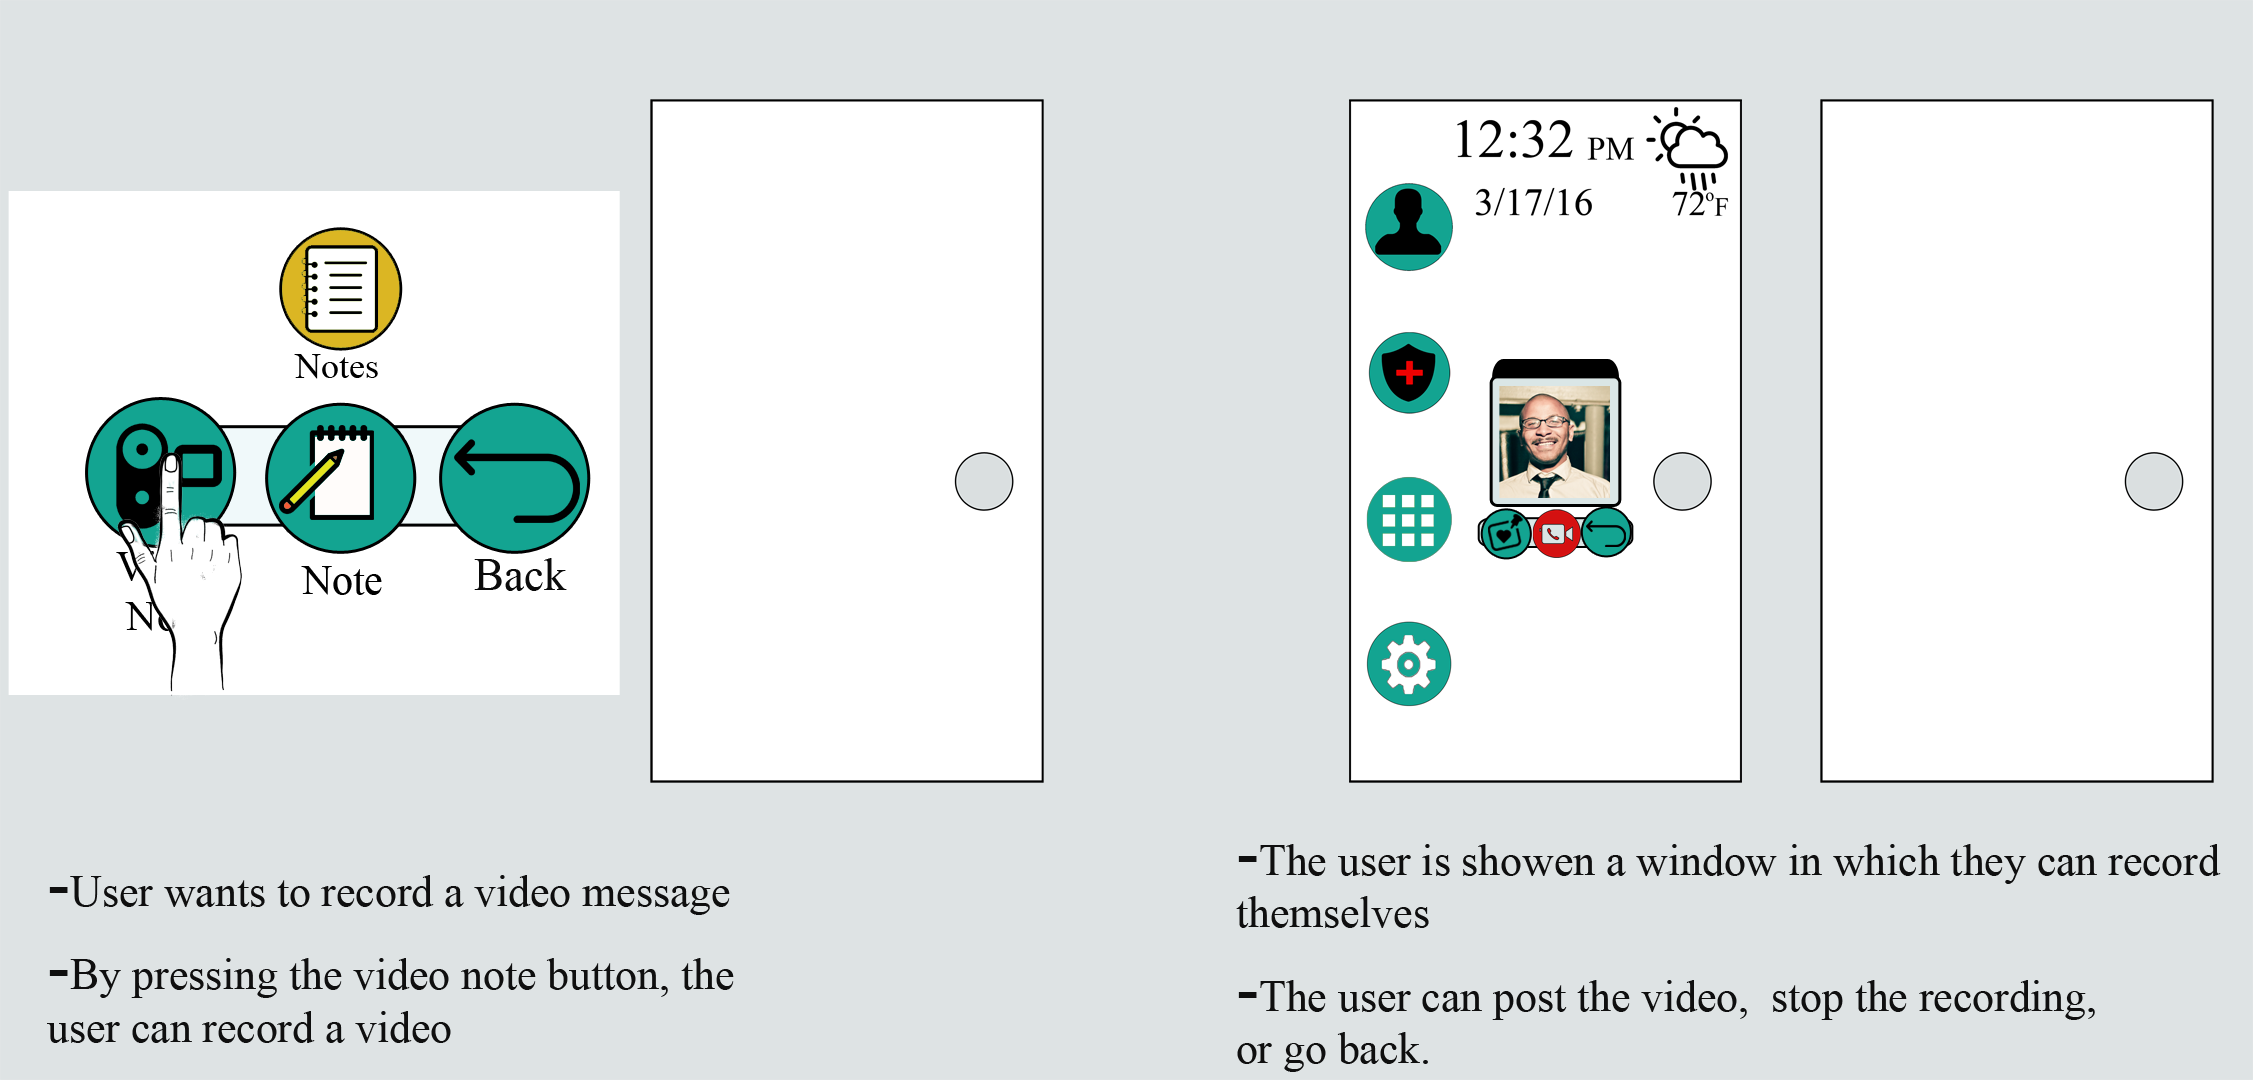 Notes
Note
Back
12:32 PM
3/17/16
72°F
-User wants to record a video message
-By pressing the video note button, the
user can record a video
-The user is showen a window in which they can record
themselves
-The user can post the video,  stop the recording,
or go back.